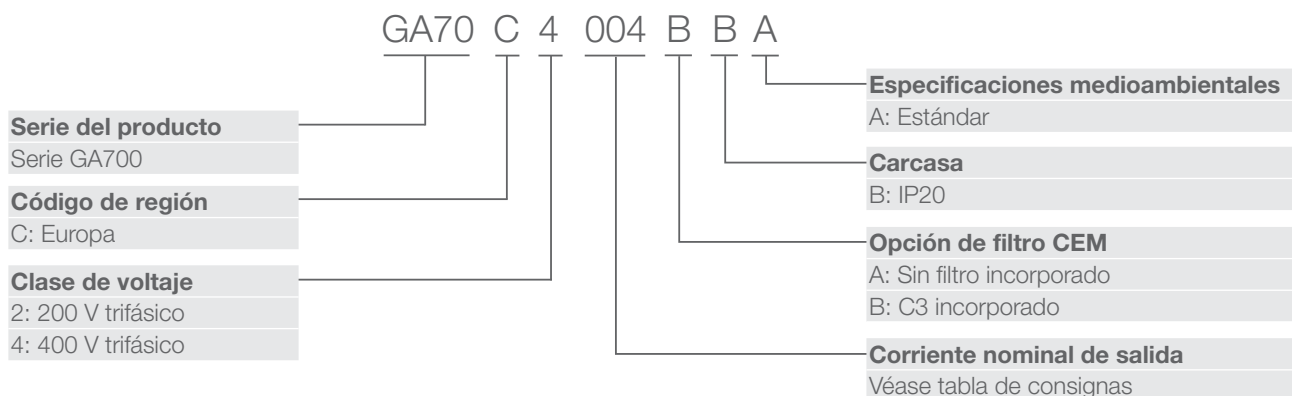 GA70 C 4 004 B B A
Serie del producto
Serie GA700
Código de región
C: Europa
Clase de voltaje
2: 200 V trifásico
4: 400 V trifásico
Especificaciones medioambientales
A: Estándar
Carcasa
B: IP20
Opción de filtro CEM
A: Sin filtro incorporado
B: C3 incorporado
Corriente nominal de salida
Véase tabla de consignas